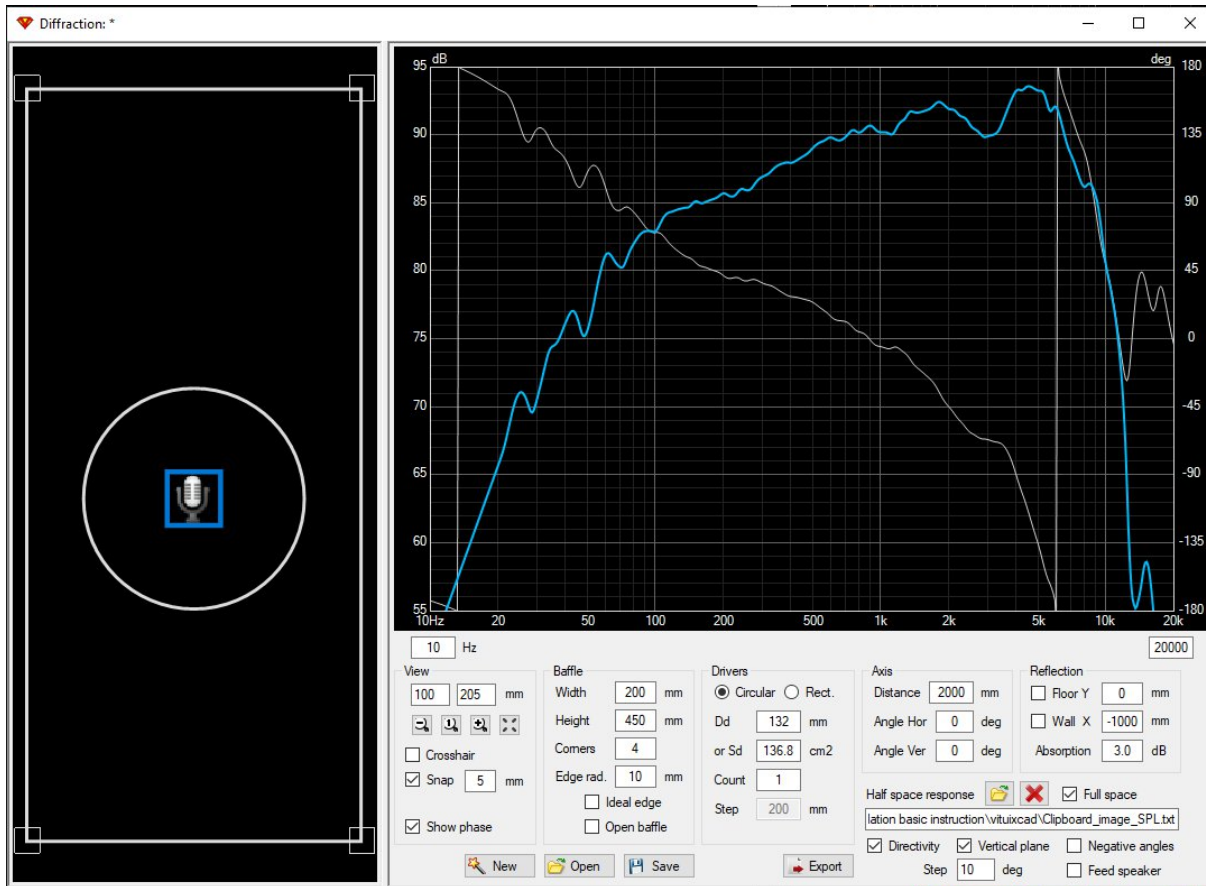 Diffraction: *
95 dB deg 180
90 135
85 90
80 45
75 0
70 -45
65 -90
60 -135
55 -180
10Hz 20 50 100 200 500 1k 2k 5k 10k 20k
10 Hz 20000
View Baffle Drivers Axis Reflection
100 205 mm Width 200 mm Circular Rect. Distance 2000 mm Floor Y 0 mm
Height 450 mm Dd 132 mm Angle Hor 0 deg Wall X -1000 mm
Crosshair Corners 4 or Sd 136.8 cm2 Angle Ver 0 deg Absorption 3.0 dB
Snap 5 mm Edge rad. 10 mm Count 1
Half space response Full space
Ideal edge Step 200 mm
lation basic instruction\vituixcad\Clipboard_image_SPL.txt
Show phase Open baffle
Directivity Vertical plane Negative angles
New Open Save Export Step 10 deg Feed speaker